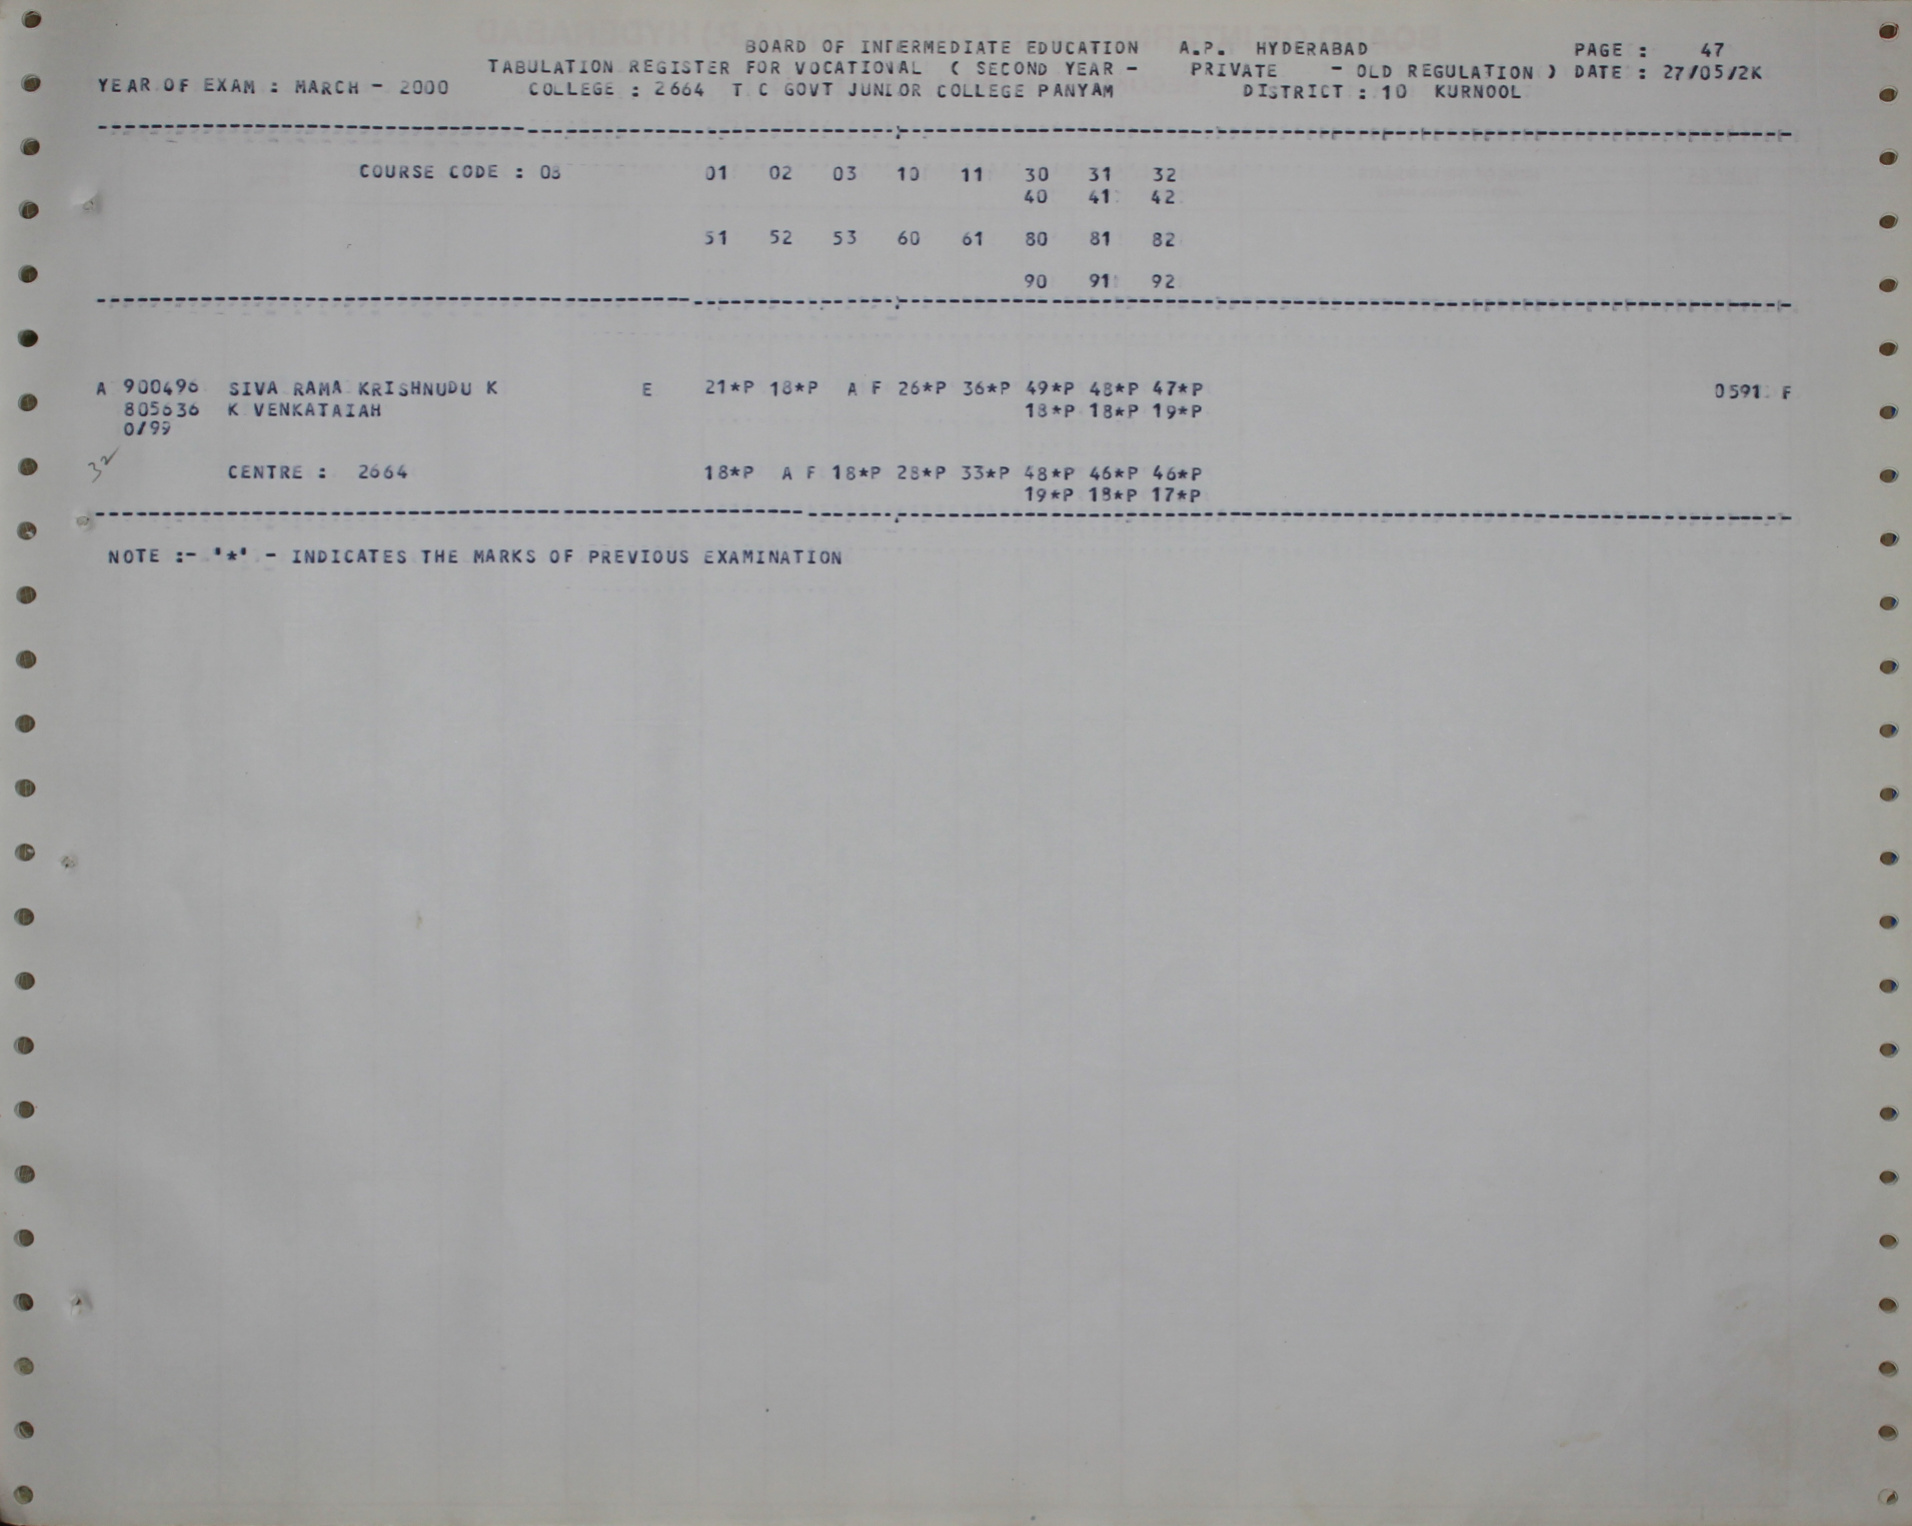 BOARD OF INTERMEDIATE EDUCATION A.P. HYDERABAD PAGE : 47
TABULATION REGISTER FOR VOCATIONAL ( SECOND YEAR - PRIVATE - OLD REGULATION ) DATE : 27/05/2K
YEAR OF EXAM : MARCH - 2000 COLLEGE : 2664 T C GOVT JUNIOR COLLEGE PANYAM DISTRICT : 10 KURNOOL
COURSE CODE : 01 02 03 10 11 30 31 32
40 41 42
51 52 53 60 61 80 81 82
90 91 92
A 900496 SIVA RAMA KRISHNUDU K E 21*P 18*P A F 26*P 36*P 49*P 48*P 47*P 0591 F
805636 K VENKATAIAH 18*P 18*P 19*P
0/99
32
CENTRE : 2664 18*P A F 18*P 28*P 33*P 48*P 46*P 46*P
19*P 18*P 17*P
NOTE :- '*' - INDICATES THE MARKS OF PREVIOUS EXAMINATION